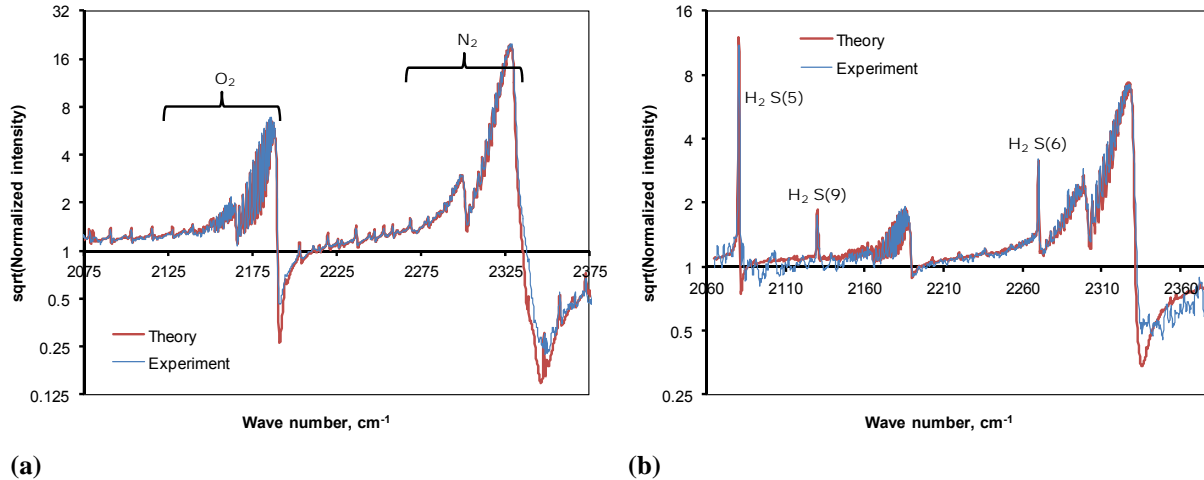 32
16
8
4
2
1
0.5
0.25
0.125
sqrt(Normalized intensity)
O2
N2
2075 2125 2175 2225 2275 2325 2375
Theory
Experiment
Wave number, cm-1
(a)
16
8
4
2
1
0.5
0.25
sqrt(Normalized intensity)
Theory
Experiment
H2 S(5)
H2 S(9)
H2 S(6)
2060 2110 2160 2210 2260 2310 2360
Wave number, cm-1
(b)